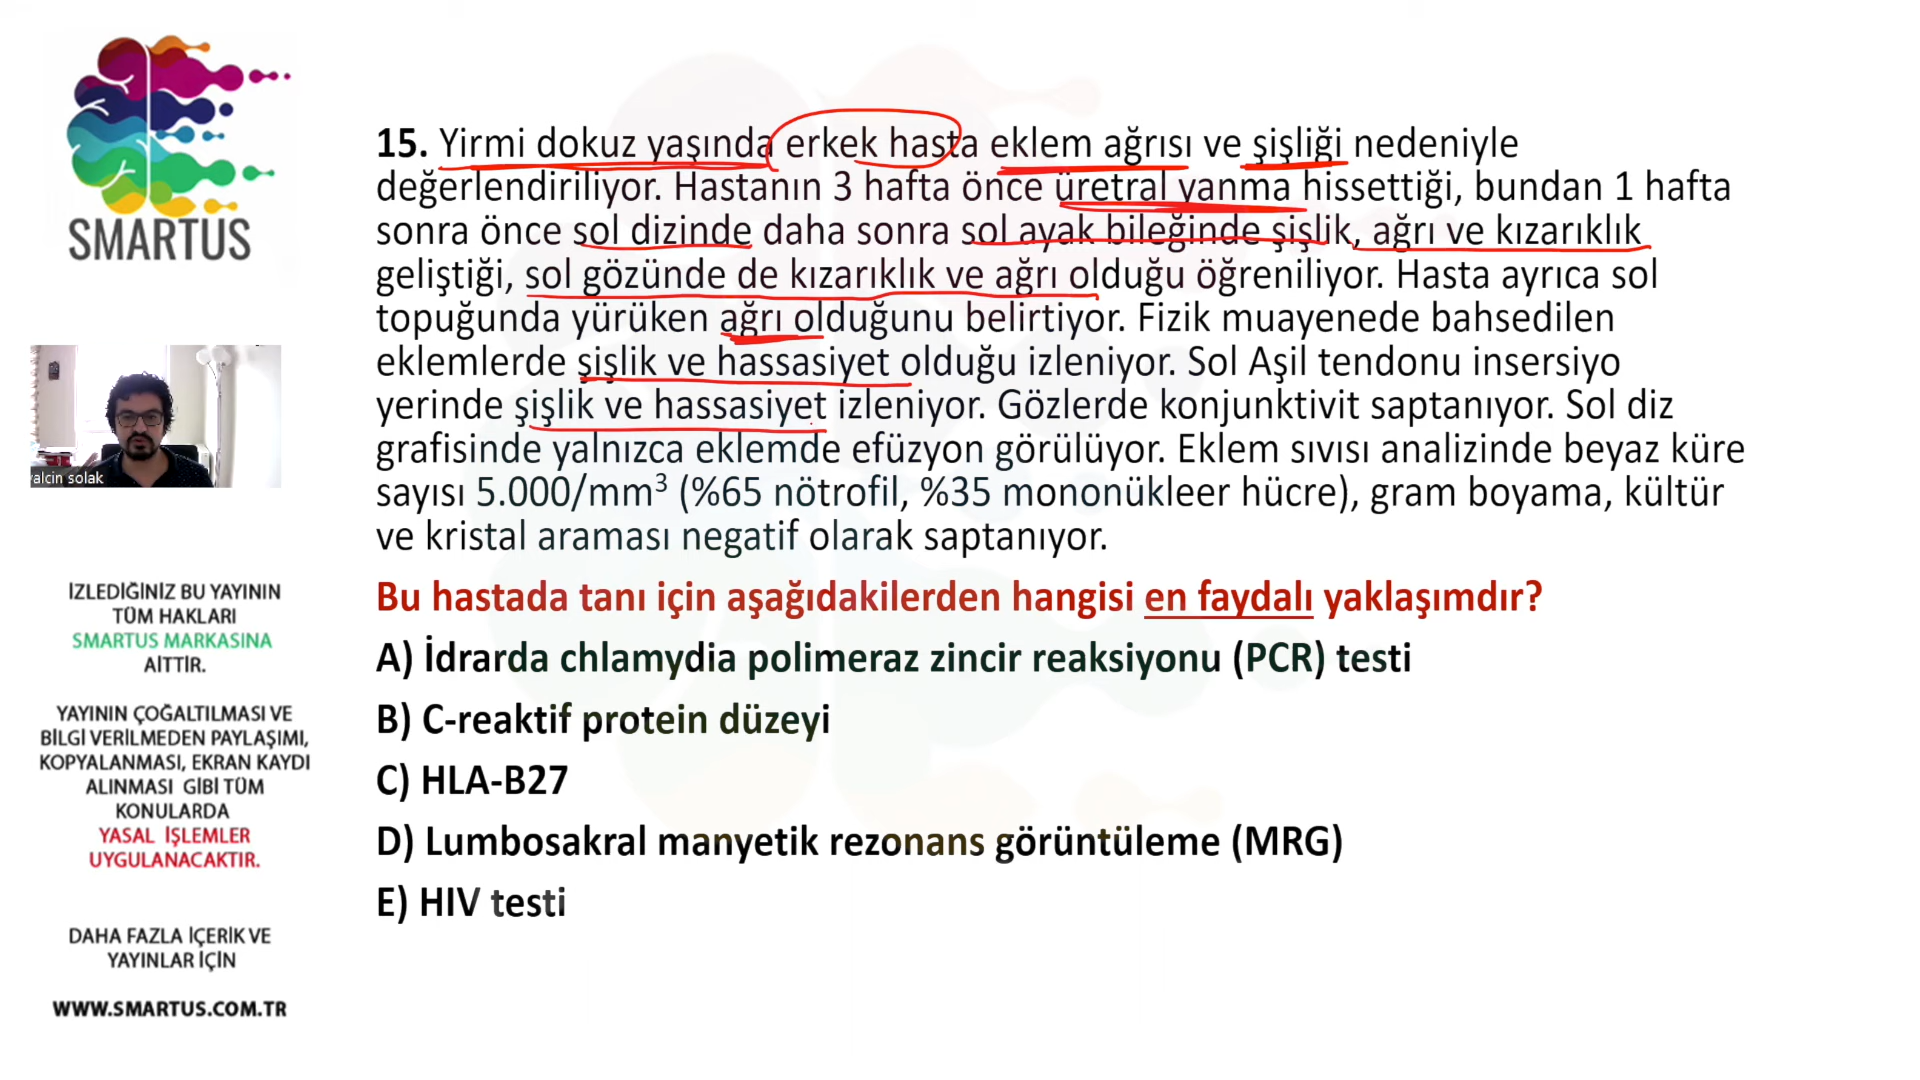 SMARTUS
yalcin solak
İZLEDİĞİNİZ BU YAYININ
TÜM HAKLARI
SMARTUS MARKASINA
AİTTİR.
YAYININ ÇOĞALTILMASI VE
BİLGİ VERİLMEDEN PAYLAŞIMI,
KOPYALANMASI, EKRAN KAYDI
ALINMASI GİBİ TÜM
KONULARDA
YASAL İŞLEMLER
UYGULANACAKTIR.
DAHA FAZLA İÇERİK VE
YAYINLAR İÇİN
WWW.SMARTUS.COM.TR
15. Yirmi dokuz yaşında erkek hasta eklem ağrısı ve şişliği nedeniyle
değerlendiriliyor. Hastanın 3 hafta önce üretral yanma hissettiği, bundan 1 hafta
sonra önce sol dizinde daha sonra sol ayak bileğinde şişlik, ağrı ve kızarıklık
geliştiği, sol gözünde de kızarıklık ve ağrı olduğu öğreniliyor. Hasta ayrıca sol
topuğunda yürüken ağrı olduğunu belirtiyor. Fizik muayenede bahsedilen
eklemlerde şişlik ve hassasiyet olduğu izleniyor. Sol Aşil tendonu insersiyo
yerinde şişlik ve hassasiyet izleniyor. Gözlerde konjunktivit saptanıyor. Sol diz
grafisinde yalnızca eklemde efüzyon görülüyor. Eklem sıvısı analizinde beyaz küre
sayısı 5.000/mm³ (%65 nötrofil, %35 mononükleer hücre), gram boyama, kültür
ve kristal araması negatif olarak saptanıyor.
Bu hastada tanı için aşağıdakilerden hangisi en faydalı yaklaşımdır?
A) İdrarda chlamydia polimeraz zincir reaksiyonu (PCR) testi
B) C-reaktif protein düzeyi
C) HLA-B27
D) Lumbosakral manyetik rezonans görüntüleme (MRG)
E) HIV testi